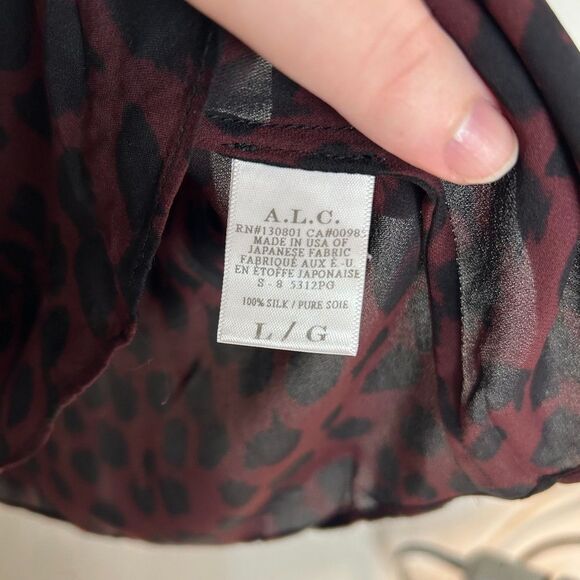 A.L.C.
RN#130801 CA#0098
MADE IN USA OF
JAPANESE FABRIC
FABRIQUÉ AUX É.-U.
EN ÉTOFFE JAPONAISE
S - 8 5312PG
100% SILK / PURE SOIE
L / G